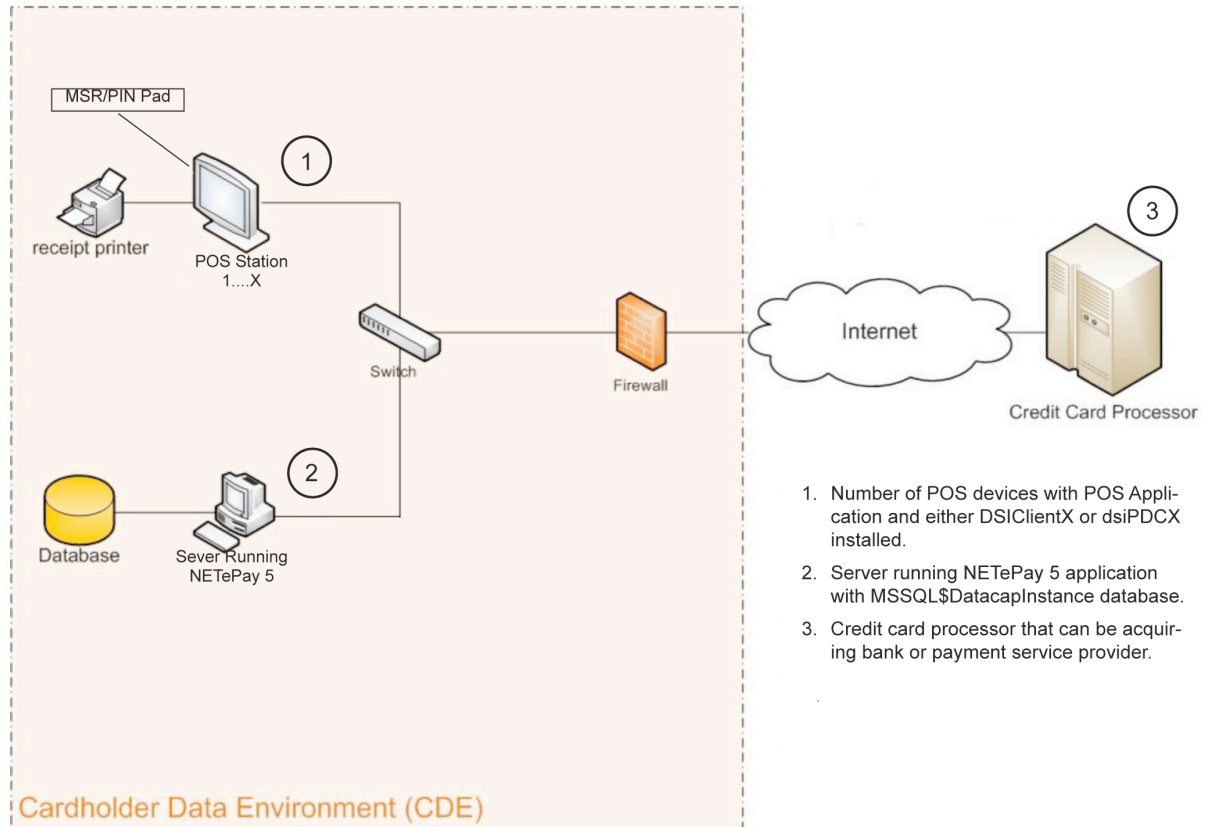 MSR/PIN Pad
1
receipt printer
POS Station
1....X
3
Switch
Firewall
Internet
Credit Card Processor
2
Database
Sever Running
NETePay 5
1. Number of POS devices with POS Appli-
cation and either DSIClientX or dsiPDCX
installed.
2. Server running NETePay 5 application
with MSSQL$DatacapInstance database.
3. Credit card processor that can be acquir-
ing bank or payment service provider.
Cardholder Data Environment (CDE)